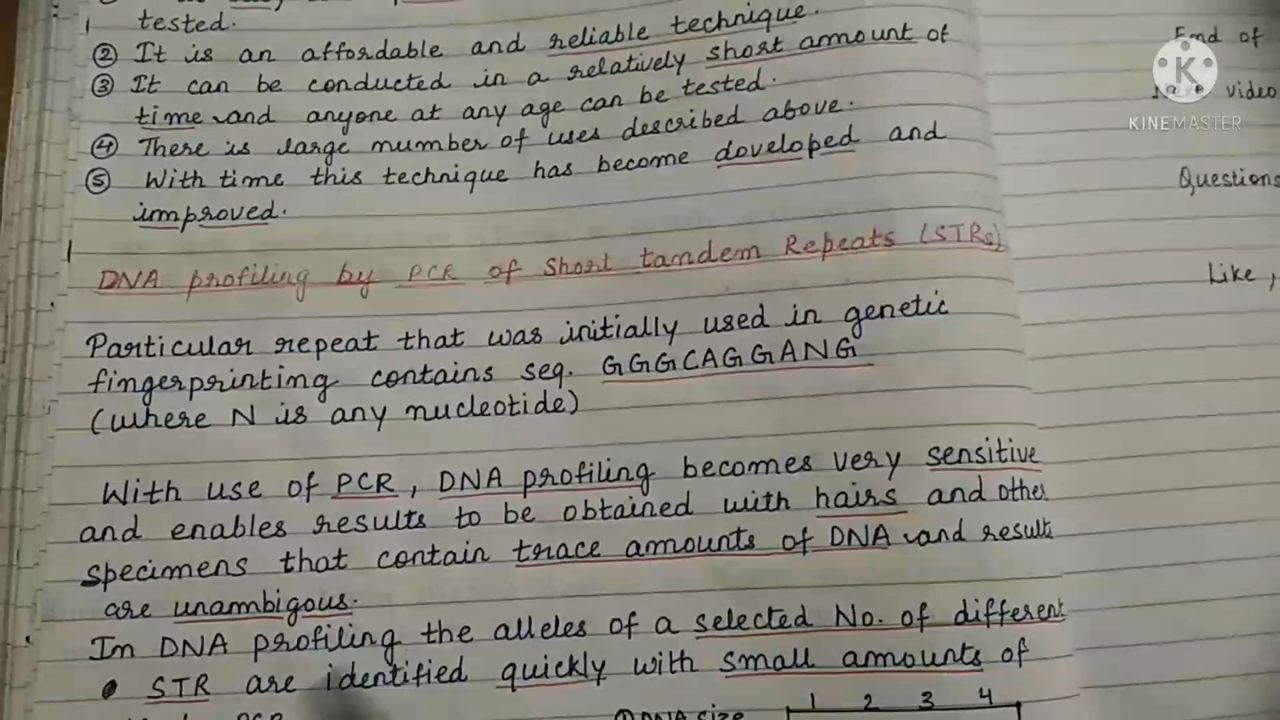 tested.
② It is an affordable and reliable technique.
③ It can be conducted in a relatively short amount of
time and anyone at any age can be tested.
④ There is large number of uses described above.
⑤ With time this technique has become doveloped and
improved.
DNA profiling by PCR of Short tandem Repeats (STRs)
Particular repeat that was initially used in genetic
fingerprinting contains seq. GGGCAGGANG
(where N is any nucleotide)
With use of PCR, DNA profiling becomes very sensitive
and enables results to be obtained with hairs and other
specimens that contain trace amounts of DNA and results
are unambigous.
In DNA profiling the alleles of a selected No. of different
STR are identified quickly with small amounts of
PCR
DNA size
1 2 3 4
End of
video
Questions
Like,
K
KINEMASTER